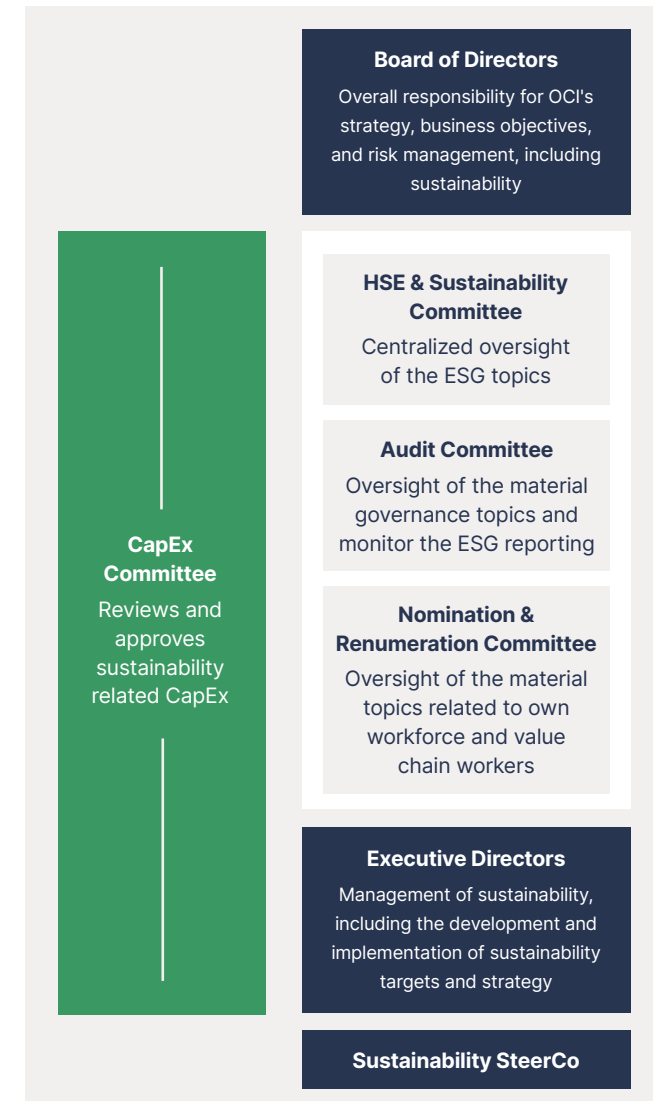 Board of Directors
Overall responsibility for OCI's
strategy, business objectives,
and risk management, including
sustainability
CapEx
Committee
Reviews and
approves
sustainability
related CapEx
HSE & Sustainability
Committee
Centralized oversight
of the ESG topics
Audit Committee
Oversight of the material
governance topics and
monitor the ESG reporting
Nomination &
Renumeration Committee
Oversight of the material
topics related to own
workforce and value
chain workers
Executive Directors
Management of sustainability,
including the development and
implementation of sustainability
targets and strategy
Sustainability SteerCo